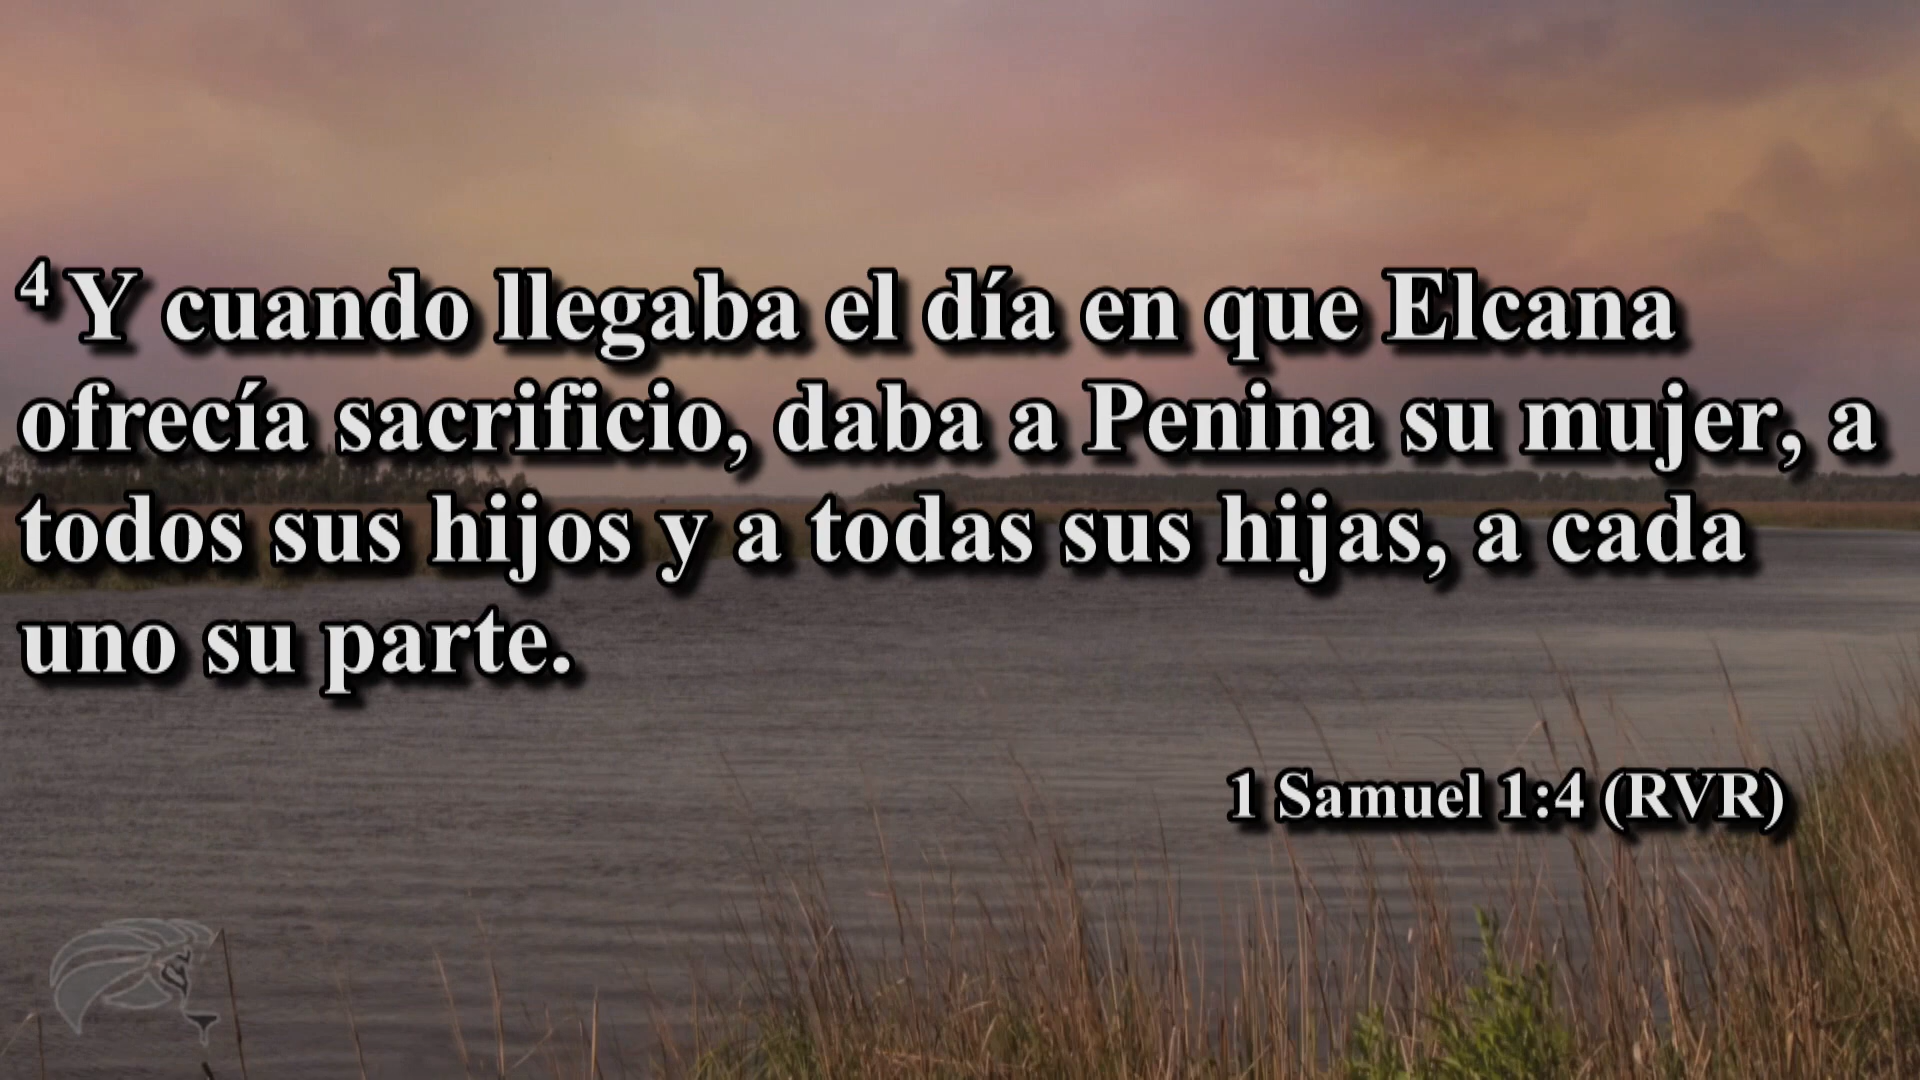 4 Y cuando llegaba el día en que Elcana
ofrecía sacrificio, daba a Penina su mujer, a
todos sus hijos y a todas sus hijas, a cada
uno su parte.
1 Samuel 1:4 (RVR)